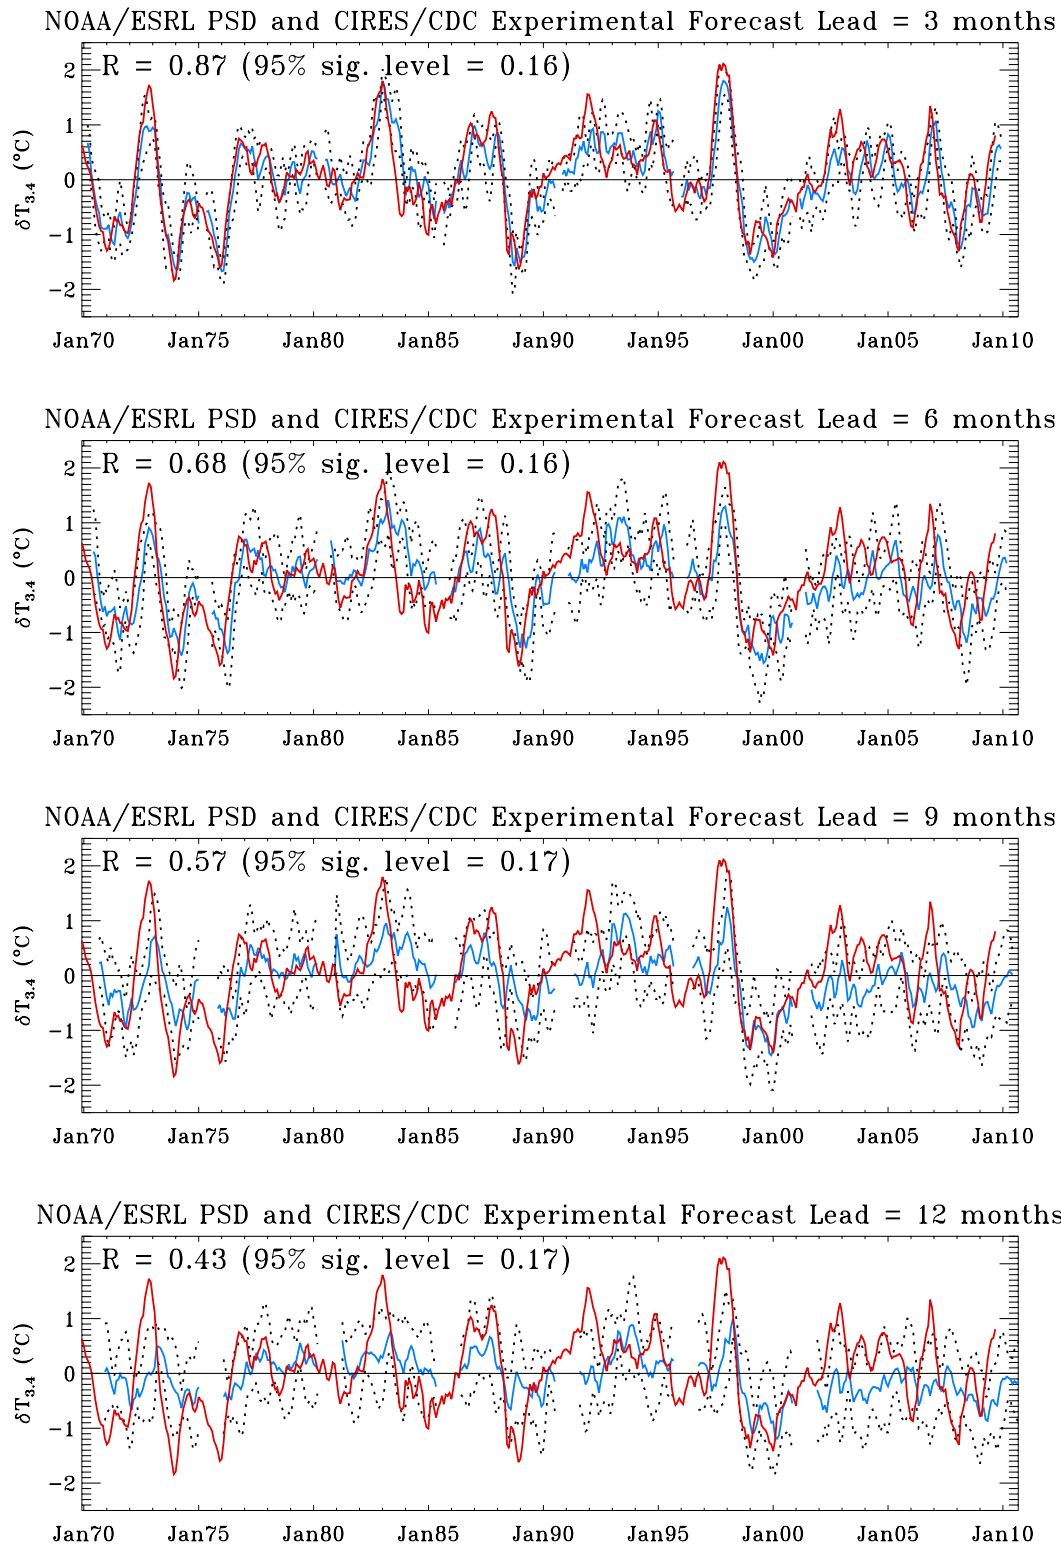 NOAA/ESRL PSD and CIRES/CDC Experimental Forecast Lead = 3 months
R = 0.87 (95% sig. level = 0.16)
2
1
0
−1
−2
δT3.4 (°C)
Jan70 Jan75 Jan80 Jan85 Jan90 Jan95 Jan00 Jan05 Jan10
NOAA/ESRL PSD and CIRES/CDC Experimental Forecast Lead = 6 months
R = 0.68 (95% sig. level = 0.16)
2
1
0
−1
−2
δT3.4 (°C)
Jan70 Jan75 Jan80 Jan85 Jan90 Jan95 Jan00 Jan05 Jan10
NOAA/ESRL PSD and CIRES/CDC Experimental Forecast Lead = 9 months
R = 0.57 (95% sig. level = 0.17)
2
1
0
−1
−2
δT3.4 (°C)
Jan70 Jan75 Jan80 Jan85 Jan90 Jan95 Jan00 Jan05 Jan10
NOAA/ESRL PSD and CIRES/CDC Experimental Forecast Lead = 12 months
R = 0.43 (95% sig. level = 0.17)
2
1
0
−1
−2
δT3.4 (°C)
Jan70 Jan75 Jan80 Jan85 Jan90 Jan95 Jan00 Jan05 Jan10